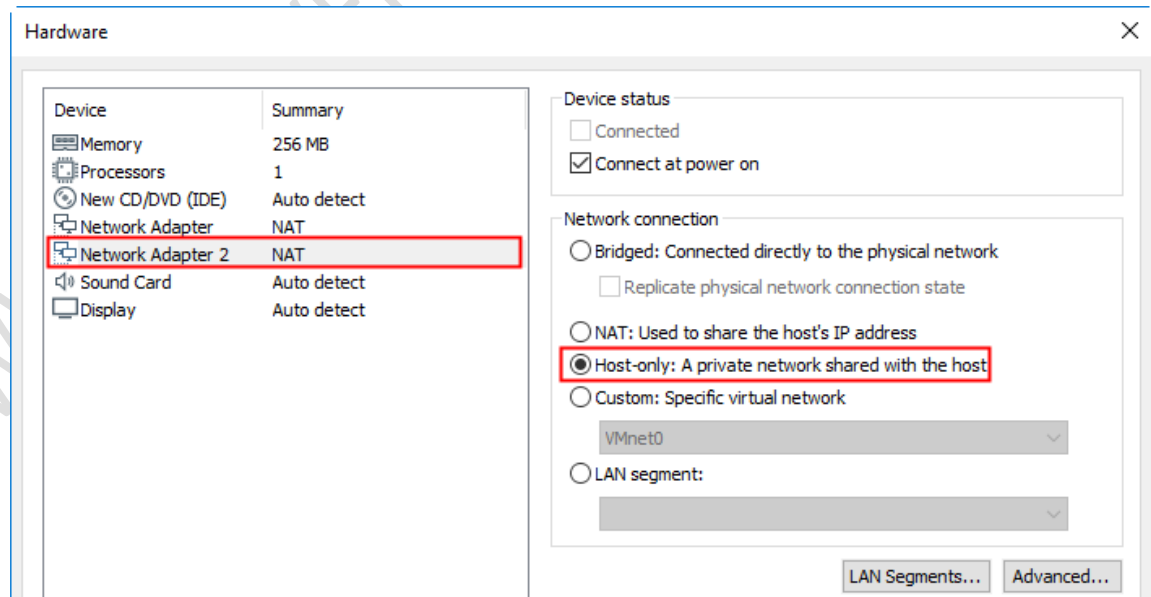 Hardware
Device Summary
Memory 256 MB
Processors 1
New CD/DVD (IDE) Auto detect
Network Adapter NAT
Network Adapter 2 NAT
Sound Card Auto detect
Display Auto detect
Device status
Connected
Connect at power on
Network connection
Bridged: Connected directly to the physical network
Replicate physical network connection state
NAT: Used to share the host's IP address
Host-only: A private network shared with the host
Custom: Specific virtual network
VMnet0
LAN segment:
LAN Segments... Advanced...